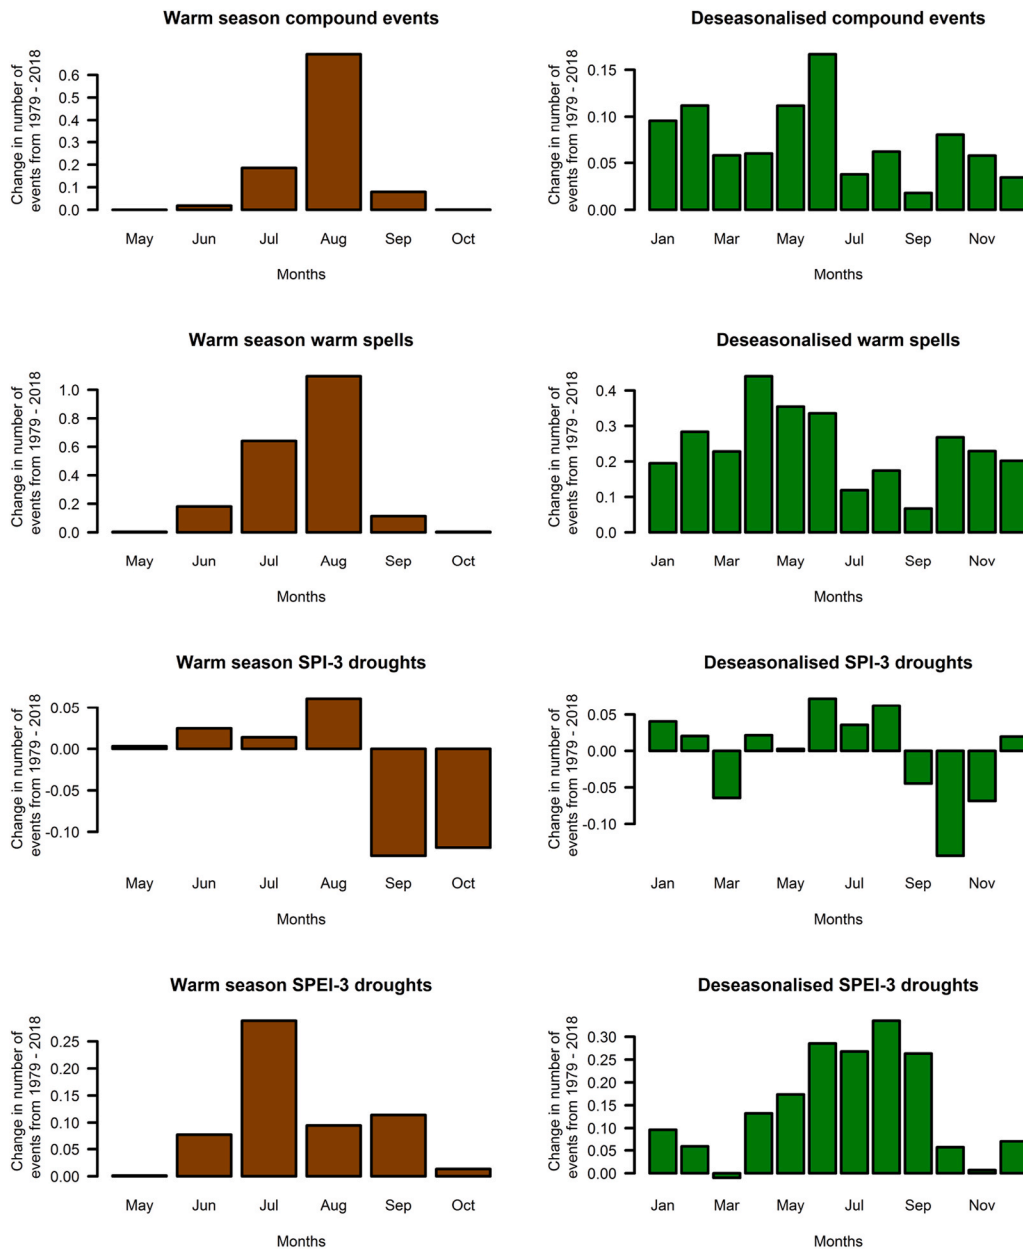 Warm season compound events
Change in number of
events from 1979 - 2018
0.6
0.5
0.4
0.3
0.2
0.1
0.0
May Jun Jul Aug Sep Oct
Months
Deseasonalised compound events
Change in number of
events from 1979 - 2018
0.15
0.10
0.05
0.00
Jan Mar May Jul Sep Nov
Months
Warm season warm spells
Change in number of
events from 1979 - 2018
1.0
0.8
0.6
0.4
0.2
0.0
May Jun Jul Aug Sep Oct
Months
Deseasonalised warm spells
Change in number of
events from 1979 - 2018
0.4
0.3
0.2
0.1
0.0
Jan Mar May Jul Sep Nov
Months
Warm season SPI-3 droughts
Change in number of
events from 1979 - 2018
0.05
0.00
-0.05
-0.10
May Jun Jul Aug Sep Oct
Months
Deseasonalised SPI-3 droughts
Change in number of
events from 1979 - 2018
0.05
0.00
-0.05
-0.10
Jan Mar May Jul Sep Nov
Months
Warm season SPEI-3 droughts
Change in number of
events from 1979 - 2018
0.25
0.20
0.15
0.10
0.05
0.00
May Jun Jul Aug Sep Oct
Months
Deseasonalised SPEI-3 droughts
Change in number of
events from 1979 - 2018
0.30
0.25
0.20
0.15
0.10
0.05
0.00
Jan Mar May Jul Sep Nov
Months